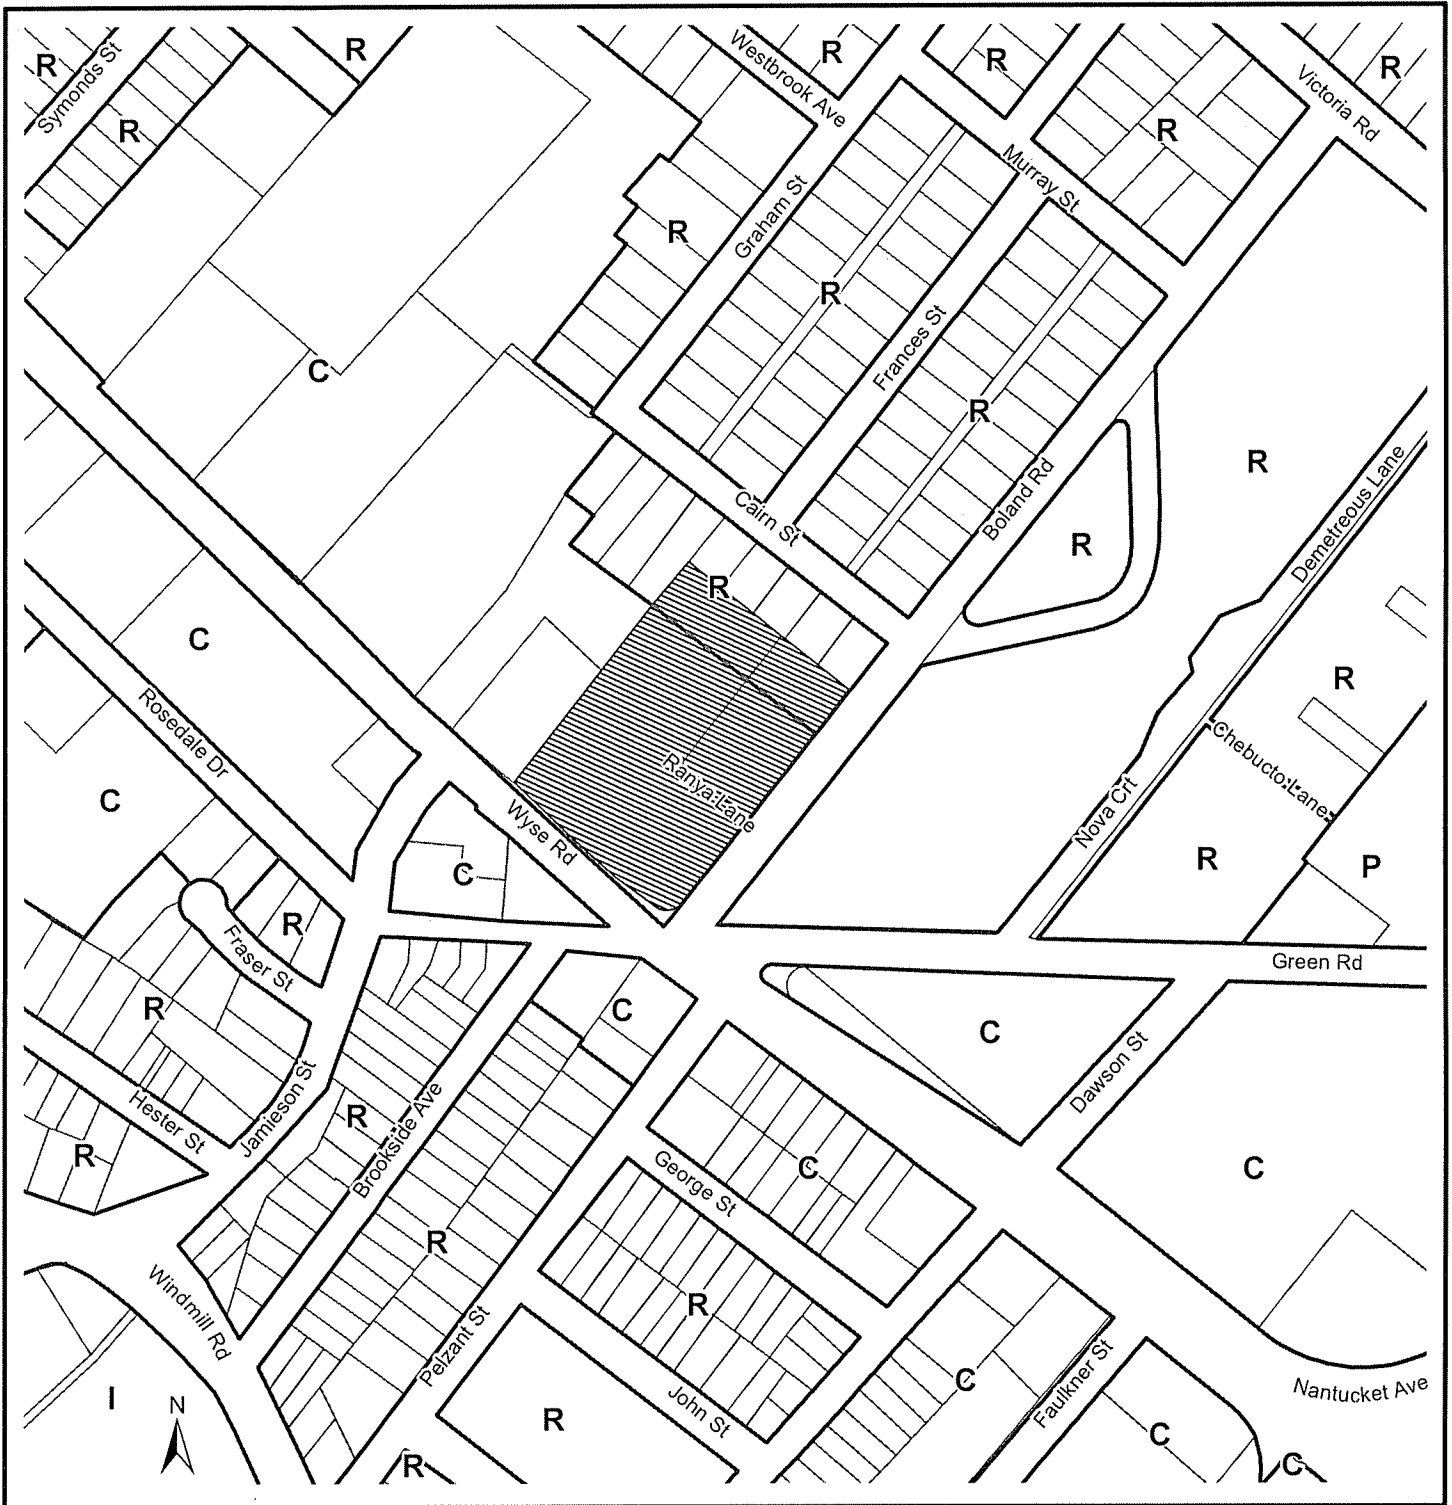 R
Symonds St
R
R
Westbrook Ave
R
R
Victoria Rd
R
R
Murray St
R
Graham St
R
Frances St
R
C
Boland Rd
R
Demetreous Lane
Cairn St
R
R
C
Rosedale Dr
R
Chebucto Lane
Ranya Lane
Nova Crt
C
Wyse Rd
C
R
P
R
Fraser St
Green Rd
R
C
C
Jamieson St
Dawson St
Hester St
R
Brookside Ave
R
George St
C
C
R
R
Windmill Rd
Pelzant St
John St
C
Faulkner St
Nantucket Ave
I
N
R
R
C
C